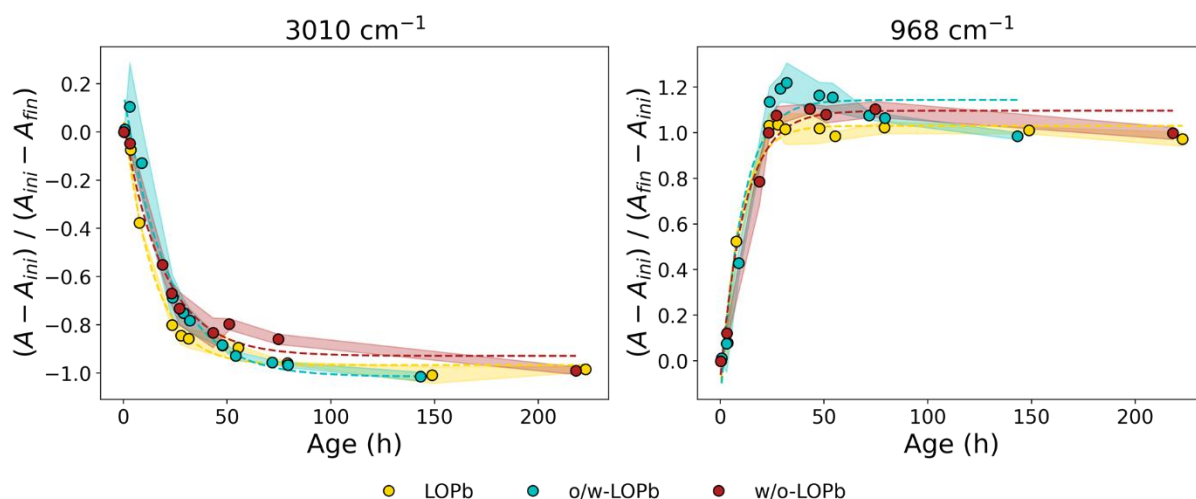 3010 cm⁻¹
(A − A_ini) / (A_ini − A_fin)
0.2
0.0
−0.2
−0.4
−0.6
−0.8
−1.0
0 50 100 150 200
Age (h)
968 cm⁻¹
(A − A_ini) / (A_fin − A_ini)
1.2
1.0
0.8
0.6
0.4
0.2
0.0
0 50 100 150 200
Age (h)
LOPb o/w-LOPb w/o-LOPb